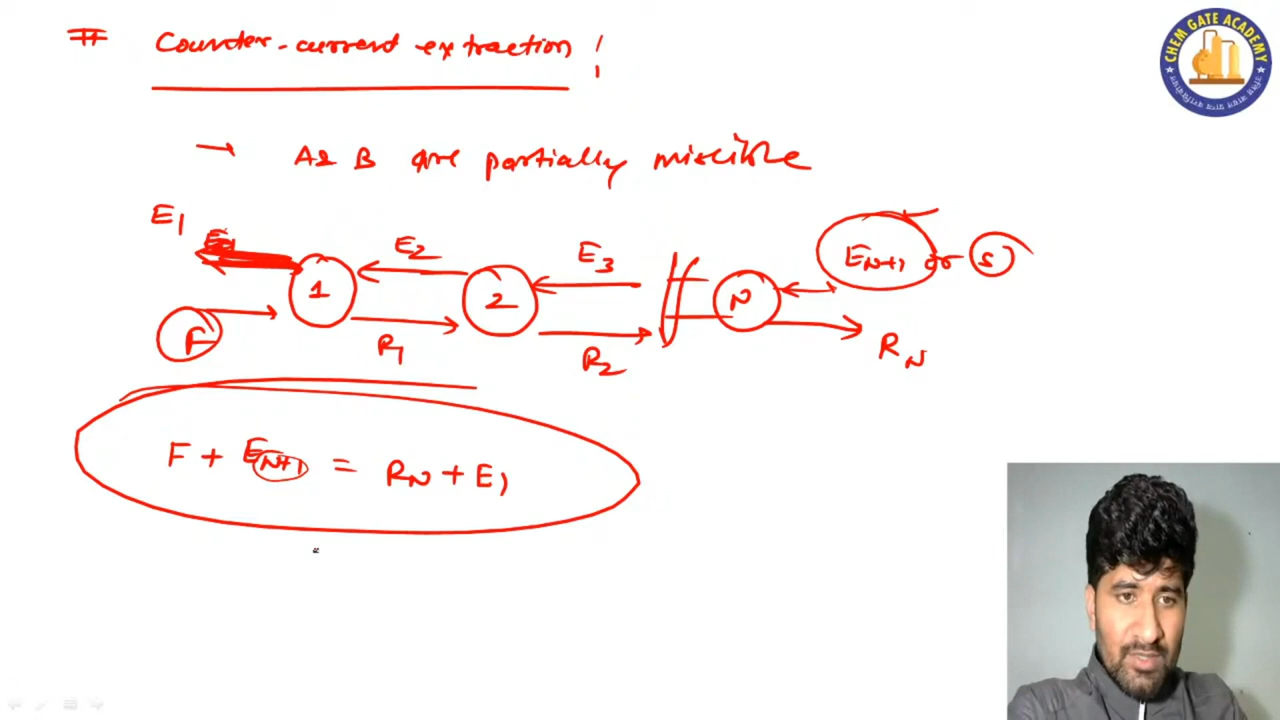 # Counter-current extraction !
→ A & B are partially miscible
E1
E2
E3
EN+1 or S
1
2
N
F
R1
R2
RN
F + EN+1 = RN + E1
CHEM GATE ACADEMY